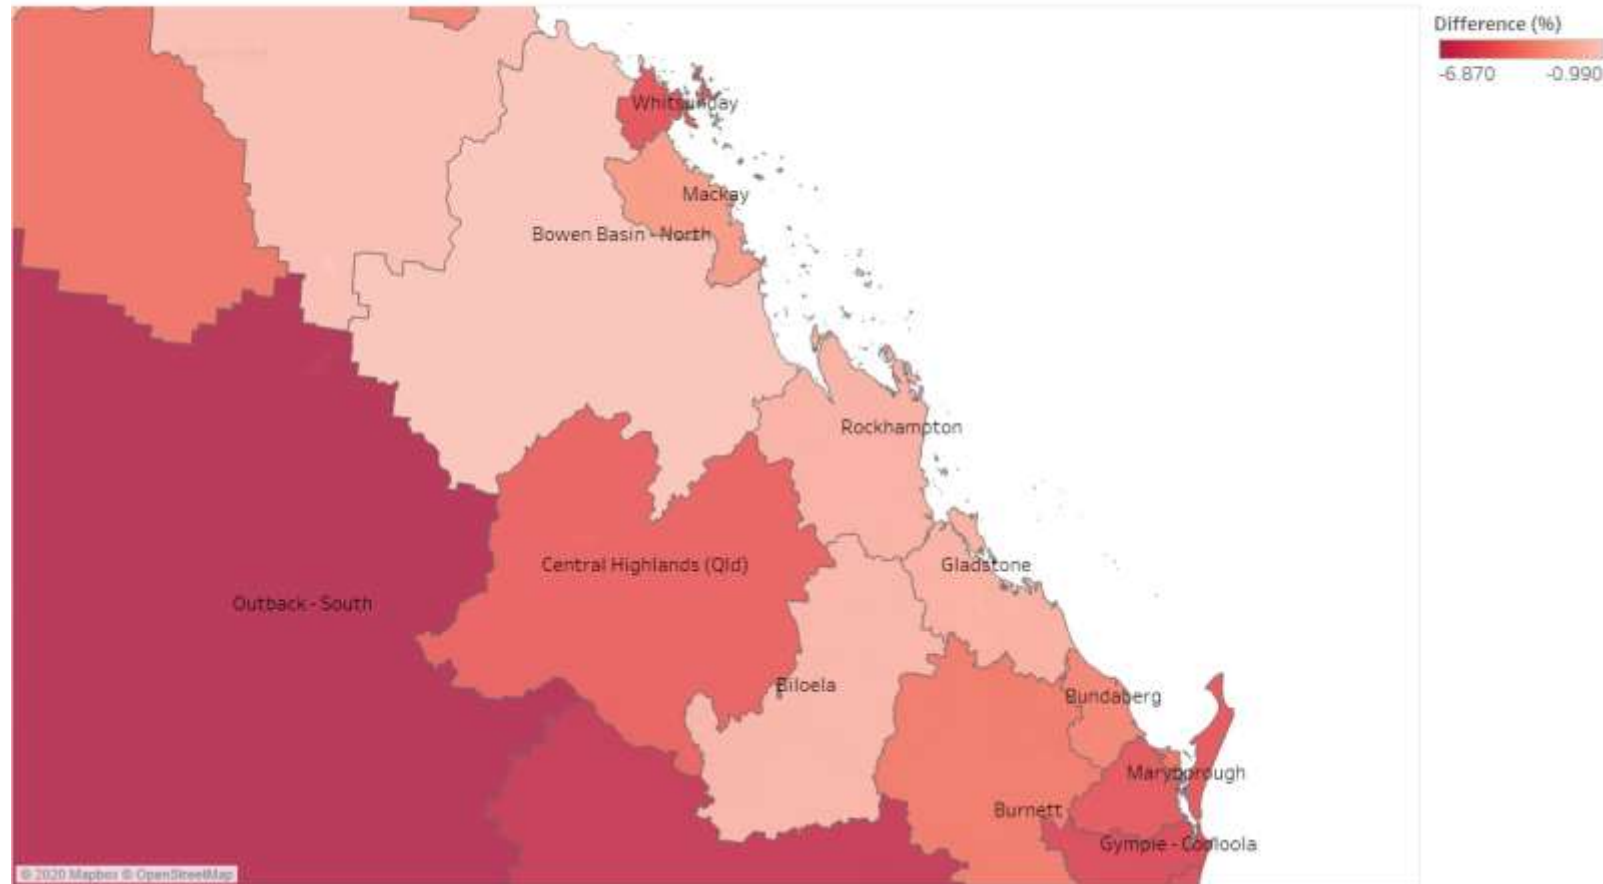 Difference (%)
-6.870 -0.990
Whitsunday
Mackay
Bowen Basin - North
Rockhampton
Central Highlands (Qld)
Gladstone
Outback - South
Biloela
Bundaberg
Maryborough
Burnett
Gympie - Cooloola
© 2020 Mapbox © OpenStreetMap